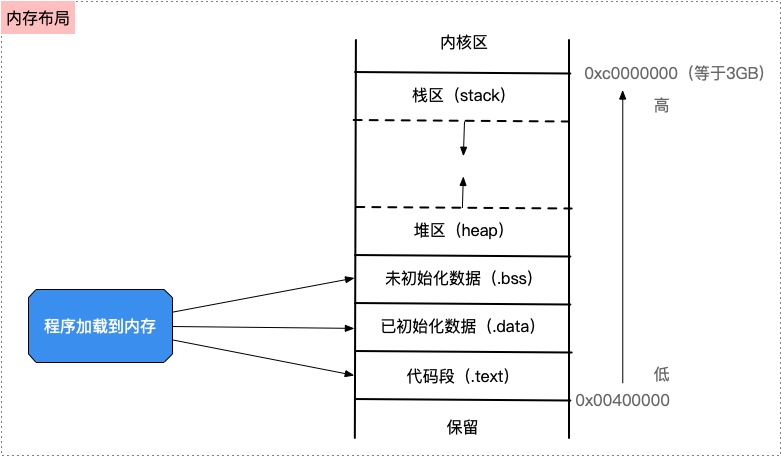 内存布局
内核区
0xc0000000（等于3GB）
栈区（stack）
高
堆区（heap）
未初始化数据（.bss）
程序加载到内存
已初始化数据（.data）
代码段（.text）
低
0x00400000
保留